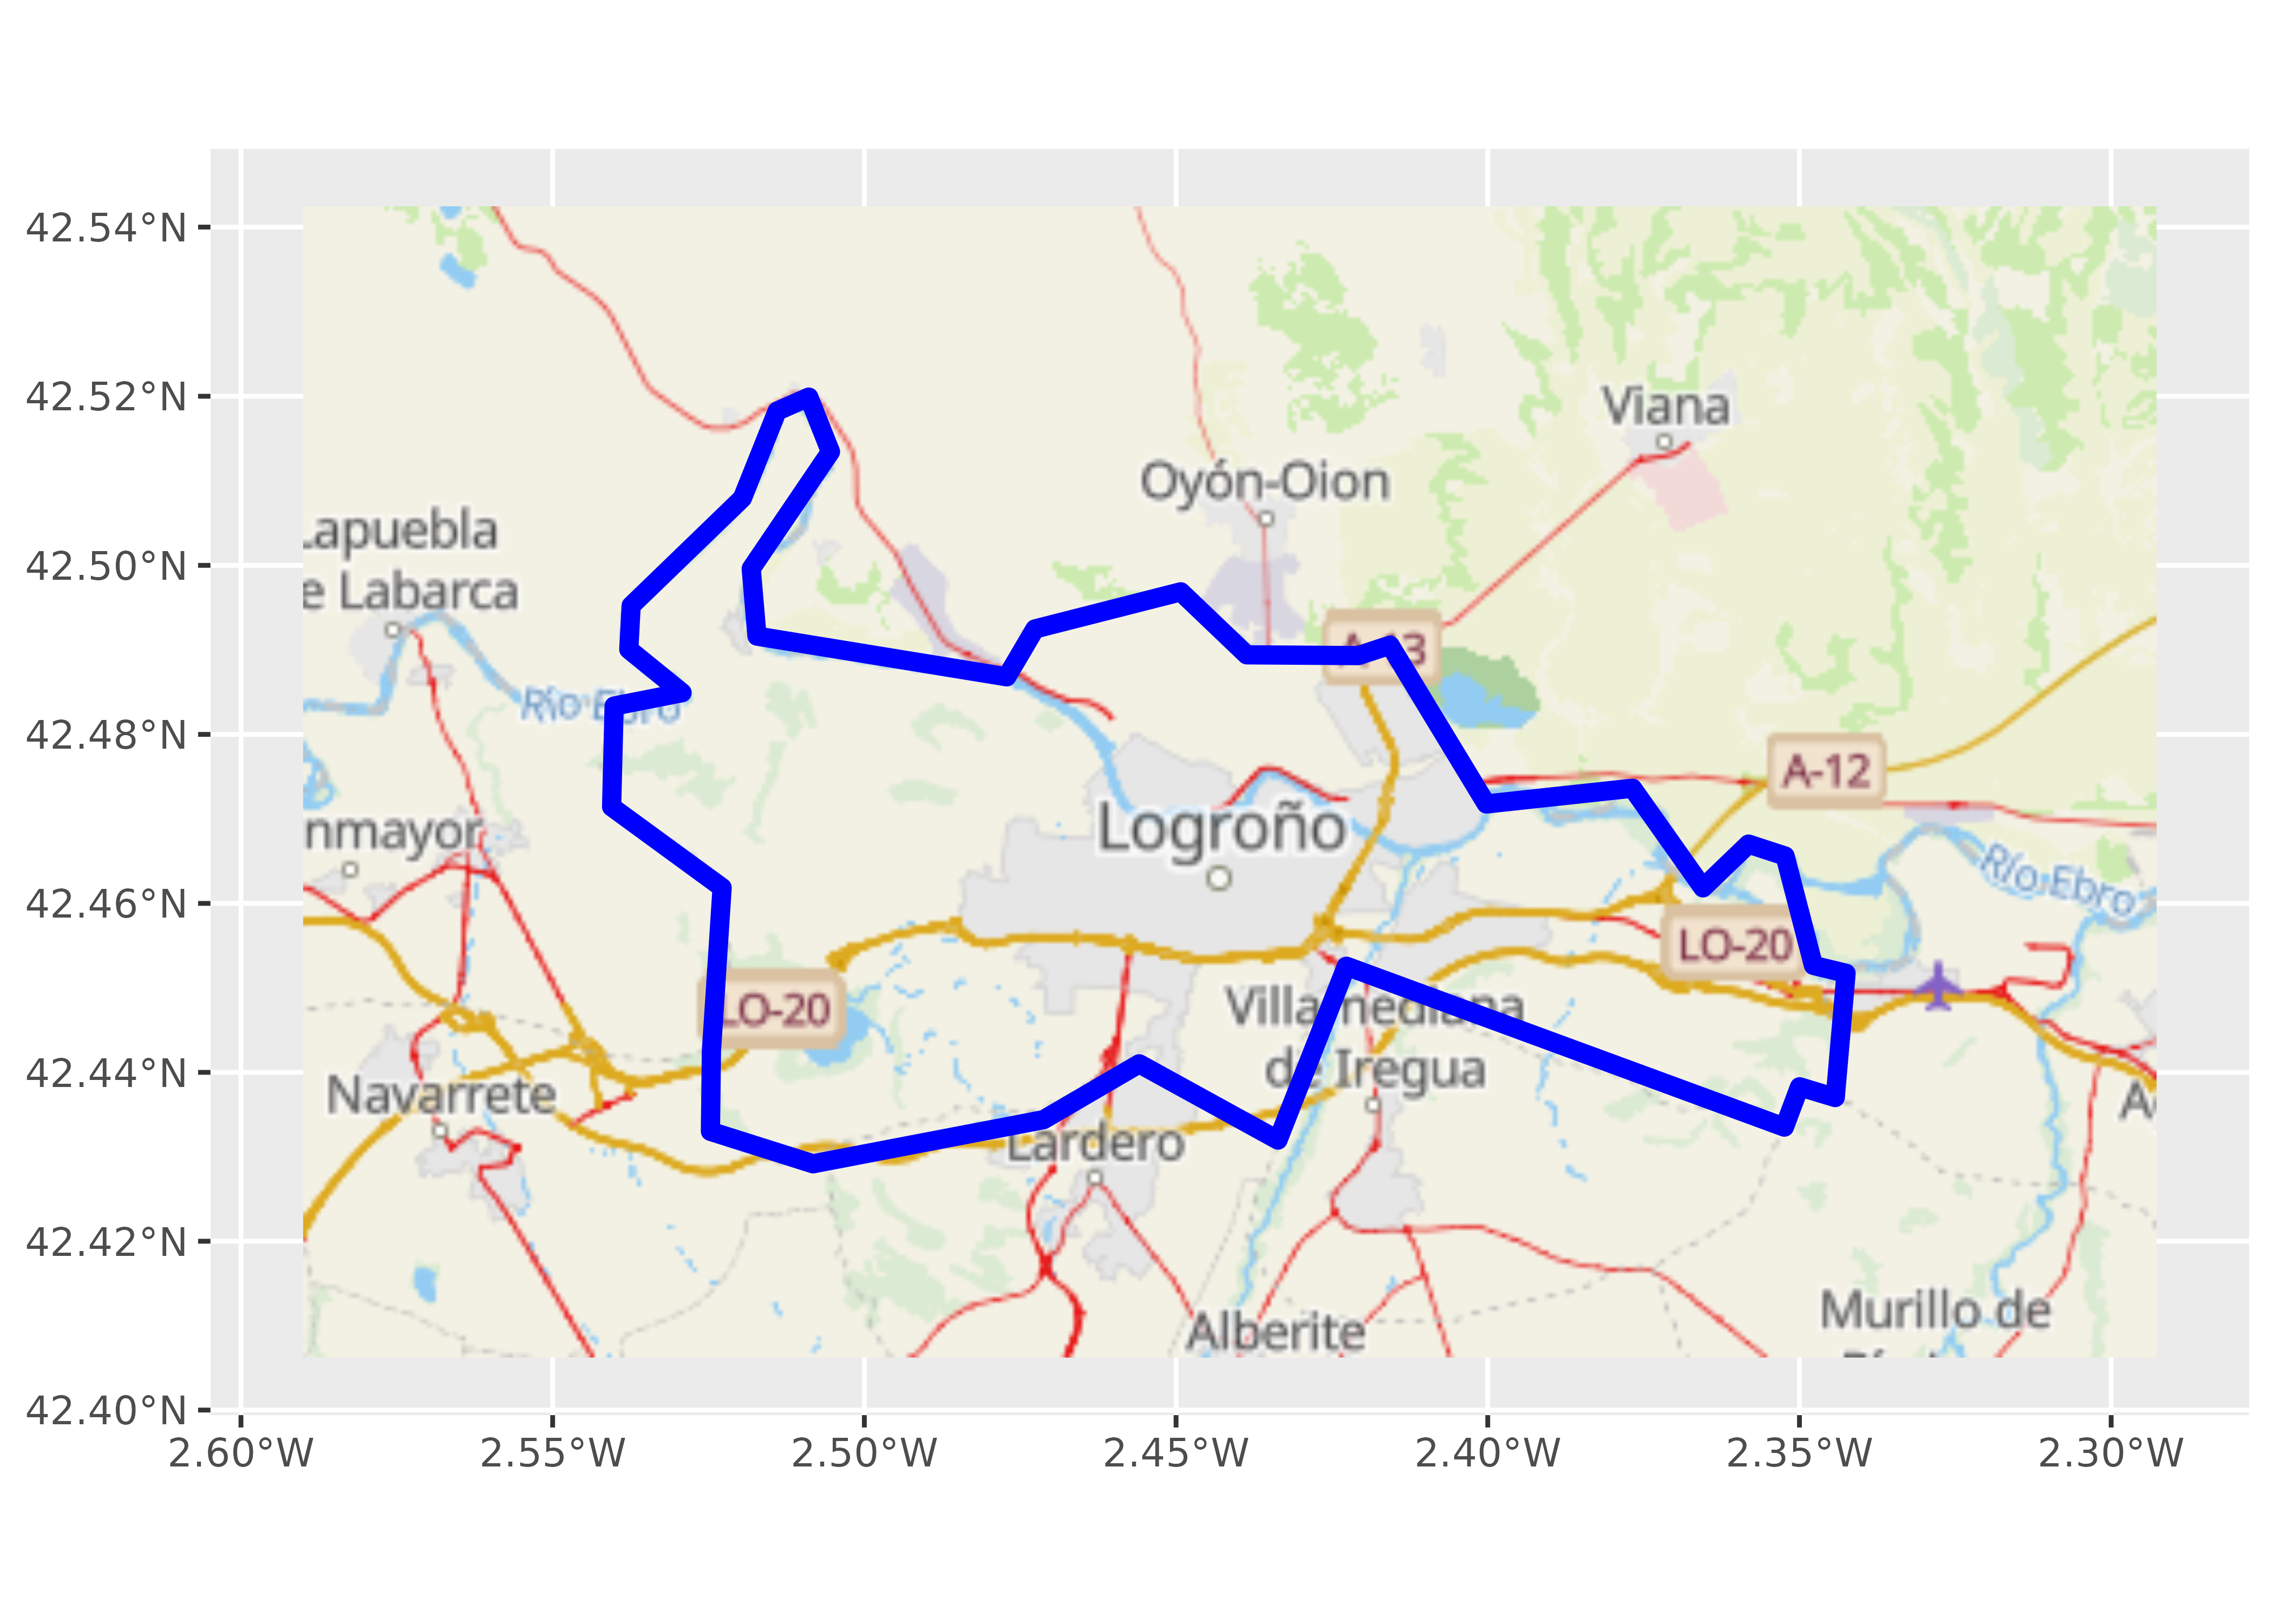 42.54°N
42.52°N
42.50°N
42.48°N
42.46°N
42.44°N
42.42°N
42.40°N
2.60°W
2.55°W
2.50°W
2.45°W
2.40°W
2.35°W
2.30°W
Viana
Oyón-Oion
Lapuebla
e Labarca
Río Ebro
A-12
nmayor
Logroño
Río Ebro
LO-20
LO-20
Villamediana
de Iregua
Navarrete
Lardero
Alberite
Murillo de